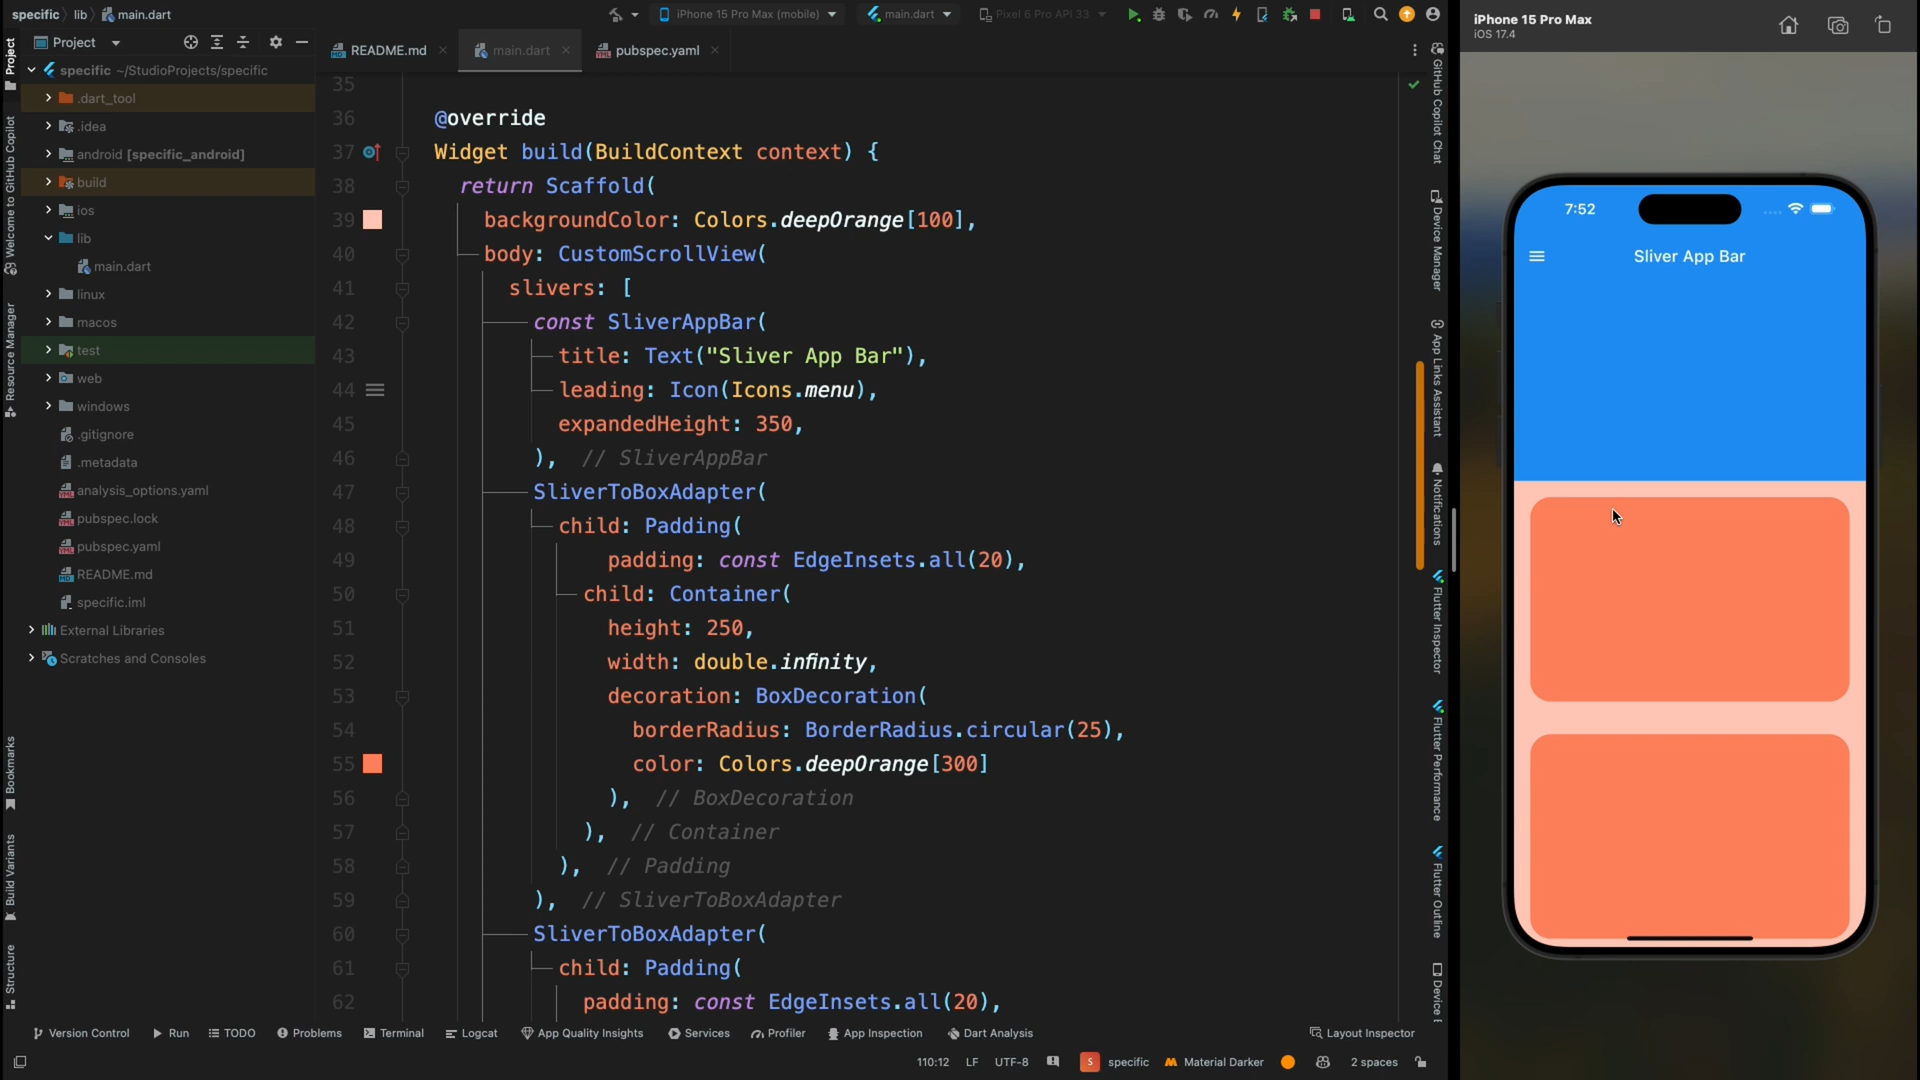 specific
lib
main.dart
iPhone 15 Pro Max (mobile)
main.dart
Pixel 6 Pro API 33
Project
README.md
main.dart
pubspec.yaml
specific ~/StudioProjects/specific
.dart_tool
.idea
android [specific_android]
build
ios
lib
main.dart
linux
macos
test
web
windows
.gitignore
.metadata
analysis_options.yaml
pubspec.lock
pubspec.yaml
README.md
specific.iml
External Libraries
Scratches and Consoles
Project
Welcome to GitHub Copilot
Resource Manager
Bookmarks
Build Variants
Structure
35
36 @override
37 Widget build(BuildContext context) {
38 return Scaffold(
39 backgroundColor: Colors.deepOrange[100],
40 body: CustomScrollView(
41 slivers: [
42 const SliverAppBar(
43 title: Text("Sliver App Bar"),
44 leading: Icon(Icons.menu),
45 expandedHeight: 350,
46 ), // SliverAppBar
47 SliverToBoxAdapter(
48 child: Padding(
49 padding: const EdgeInsets.all(20),
50 child: Container(
51 height: 250,
52 width: double.infinity,
53 decoration: BoxDecoration(
54 borderRadius: BorderRadius.circular(25),
55 color: Colors.deepOrange[300]
56 ), // BoxDecoration
57 ), // Container
58 ), // Padding
59 ), // SliverToBoxAdapter
60 SliverToBoxAdapter(
61 child: Padding(
62 padding: const EdgeInsets.all(20),
GitHub Copilot Chat
Device Manager
App Links Assistant
Notifications
Flutter Inspector
Flutter Performance
Flutter Outline
Device
Version Control
Run
TODO
Problems
Terminal
Logcat
App Quality Insights
Services
Profiler
App Inspection
Dart Analysis
Layout Inspector
110:12
LF
UTF-8
S
specific
Material Darker
2 spaces
iPhone 15 Pro Max
iOS 17.4
7:52
Sliver App Bar